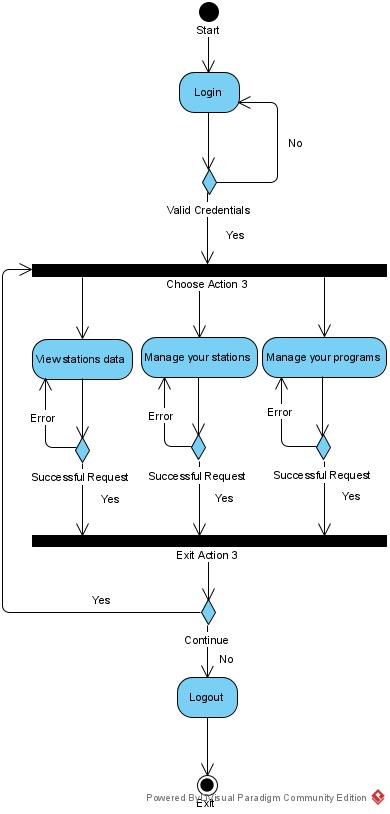 Start
Login
No
Valid Credentials
Yes
Choose Action 3
View stations data
Manage your stations
Manage your programs
Error
Error
Error
Successful Request
Successful Request
Successful Request
Yes
Yes
Yes
Exit Action 3
Yes
Continue
No
Logout
Powered By Visual Paradigm Community Edition
Exit